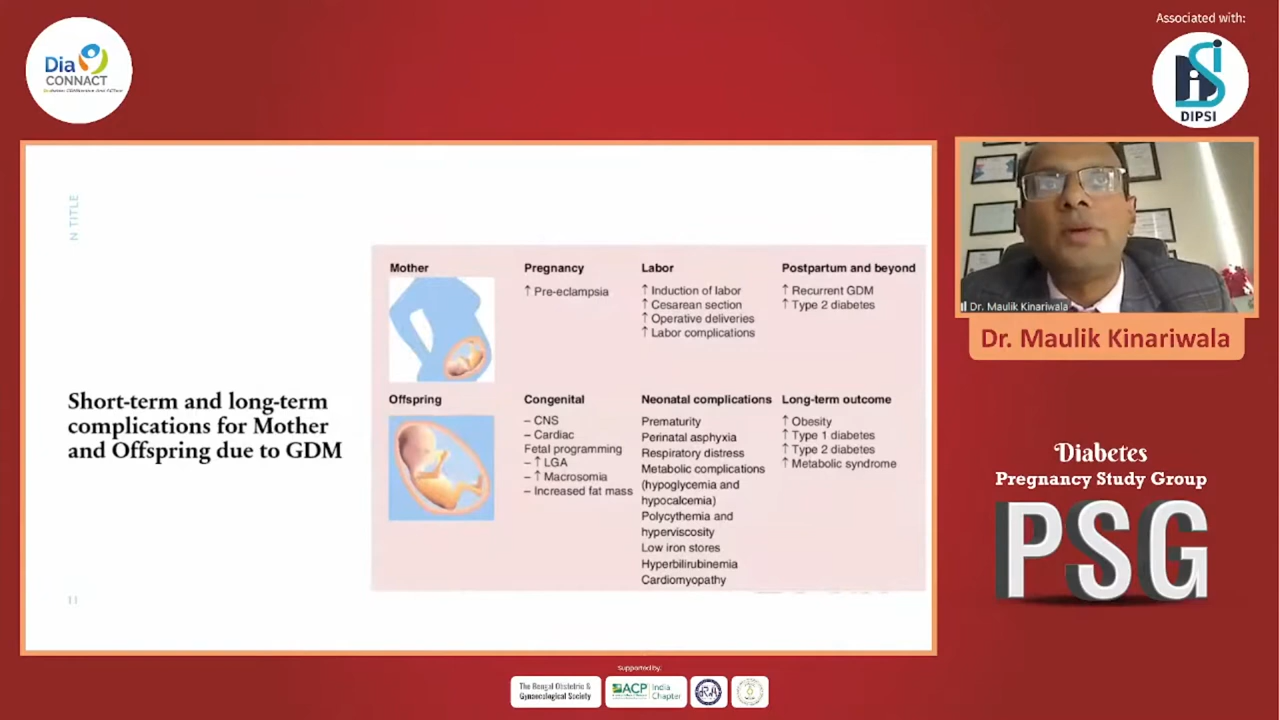 Associated with:
Dia
CONNACT
DIPSI
N TITLE
Mother
Pregnancy
Labor
Postpartum and beyond
↑ Pre-eclampsia
↑ Induction of labor
↑ Cesarean section
↑ Operative deliveries
↑ Labor complications
↑ Recurrent GDM
↑ Type 2 diabetes
Short-term and long-term
complications for Mother
and Offspring due to GDM
Offspring
Congenital
– CNS
– Cardiac
Fetal programming
– ↑ LGA
– ↑ Macrosomia
– Increased fat mass
Neonatal complications
Prematurity
Perinatal asphyxia
Respiratory distress
Metabolic complications
(hypoglycemia and
hypocalcemia)
Polycythemia and
hyperviscosity
Low iron stores
Hyperbilirubinemia
Cardiomyopathy
Long-term outcome
↑ Obesity
↑ Type 1 diabetes
↑ Type 2 diabetes
↑ Metabolic syndrome
11
Dr. Maulik Kinariwala
Dr. Maulik Kinariwala
Diabetes
Pregnancy Study Group
PSG
Supported by:
The Bengal Obstetric &
Gynaecological Society
ACP
India
Chapter